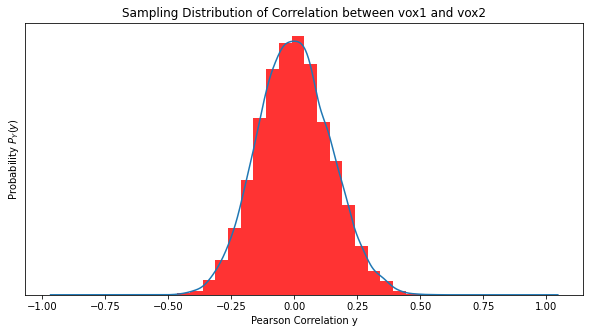 Sampling Distribution of Correlation between vox1 and vox2
Probability $P_Y(y)$
−1.00 −0.75 −0.50 −0.25 0.00 0.25 0.50 0.75 1.00
Pearson Correlation y